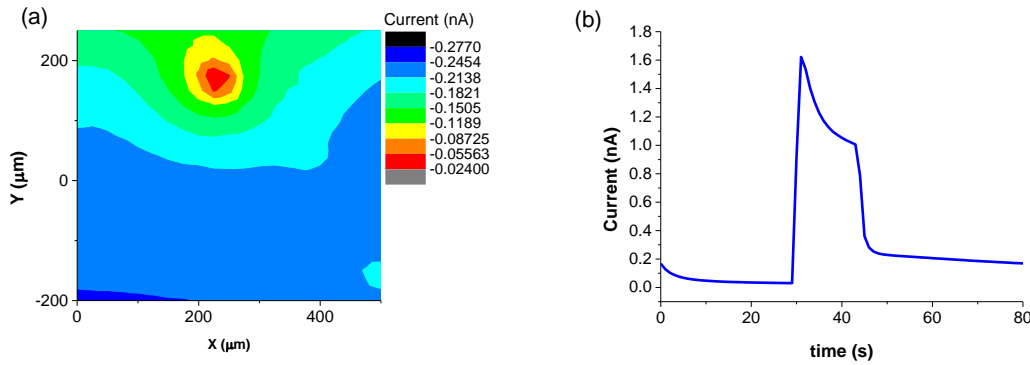 (a)
Current (nA)
-0.2770
-0.2454
-0.2138
-0.1821
-0.1505
-0.1189
-0.08725
-0.05563
-0.02400
200
0
-200
Y (μm)
0 200 400
X (μm)
(b)
1.8
1.6
1.4
1.2
1.0
0.8
0.6
0.4
0.2
0.0
Current (nA)
0 20 40 60 80
time (s)